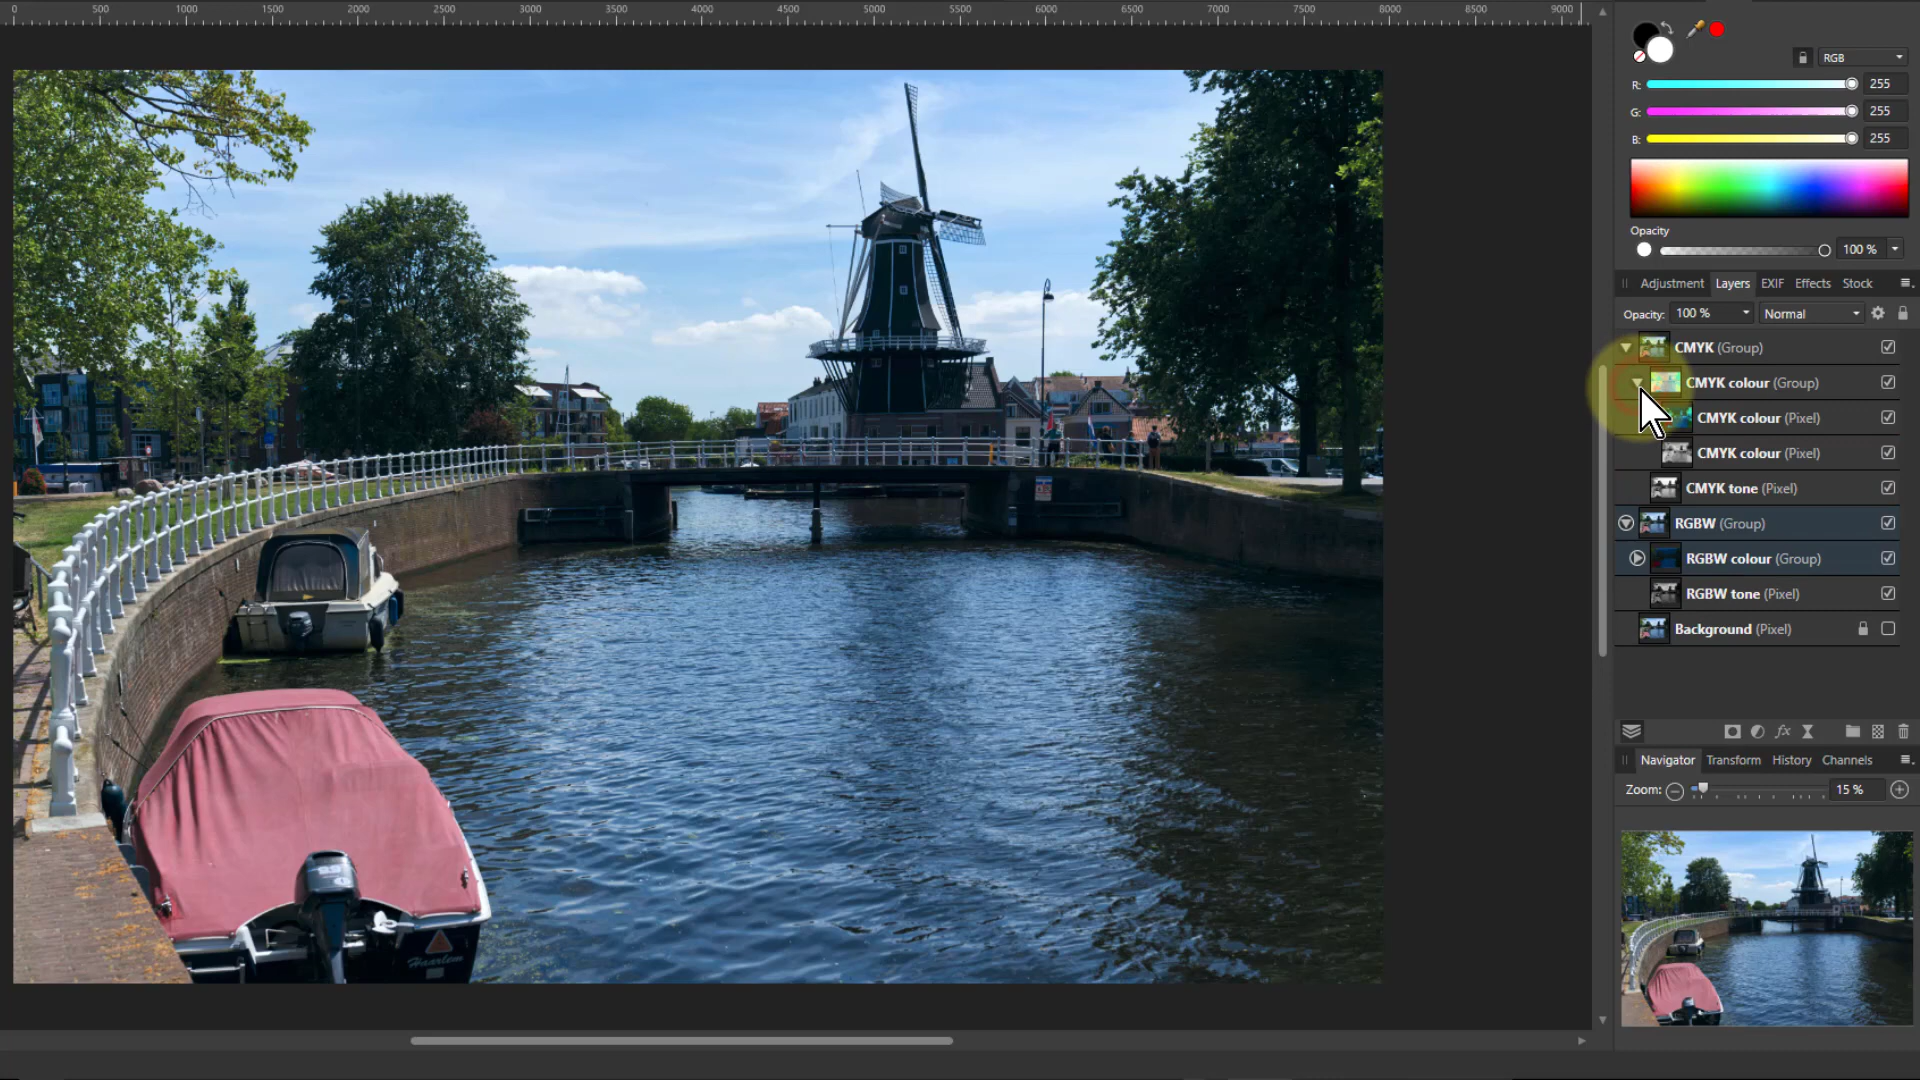 0 500 1000 1500 2000 2500 3000 3500 4000 4500 5000 5500 6000 6500 7000 7500 8000 8500 9000
RGB
R: 255
G: 255
B: 255
Opacity
100 %
Adjustment Layers EXIF Effects Stock
Opacity: 100 % Normal
CMYK (Group)
CMYK colour (Group)
CMYK colour (Pixel)
CMYK colour (Pixel)
CMYK tone (Pixel)
RGBW (Group)
RGBW colour (Group)
RGBW tone (Pixel)
Background (Pixel)
fx
Navigator Transform History Channels
Zoom: 15 %
Haarlem